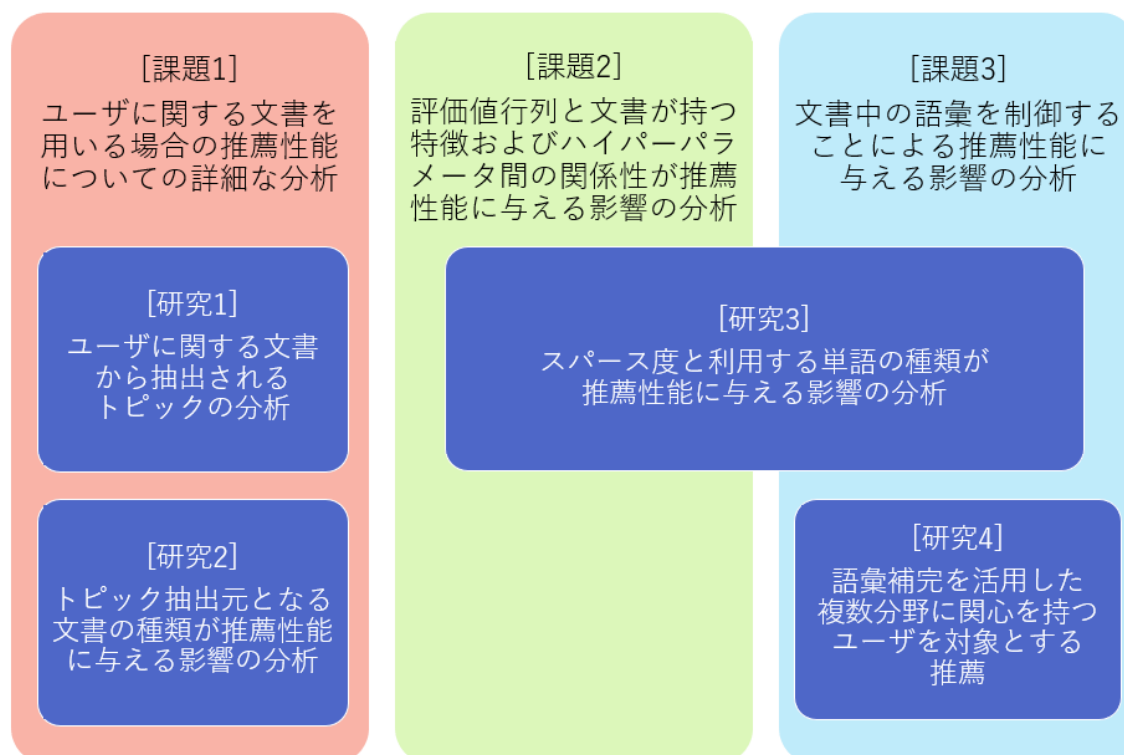 [課題1]
ユーザに関する文書を
用いる場合の推薦性能
についての詳細な分析
[課題2]
評価値行列と文書が持つ
特徴およびハイパーパラ
メータ間の関係性が推薦
性能に与える影響の分析
[課題3]
文書中の語彙を制御する
ことによる推薦性能に
与える影響の分析
[研究1]
ユーザに関する文書
から抽出される
トピックの分析
[研究3]
スパース度と利用する単語の種類が
推薦性能に与える影響の分析
[研究2]
トピック抽出元となる
文書の種類が推薦性能
に与える影響の分析
[研究4]
語彙補完を活用した
複数分野に関心を持つ
ユーザを対象とする
推薦